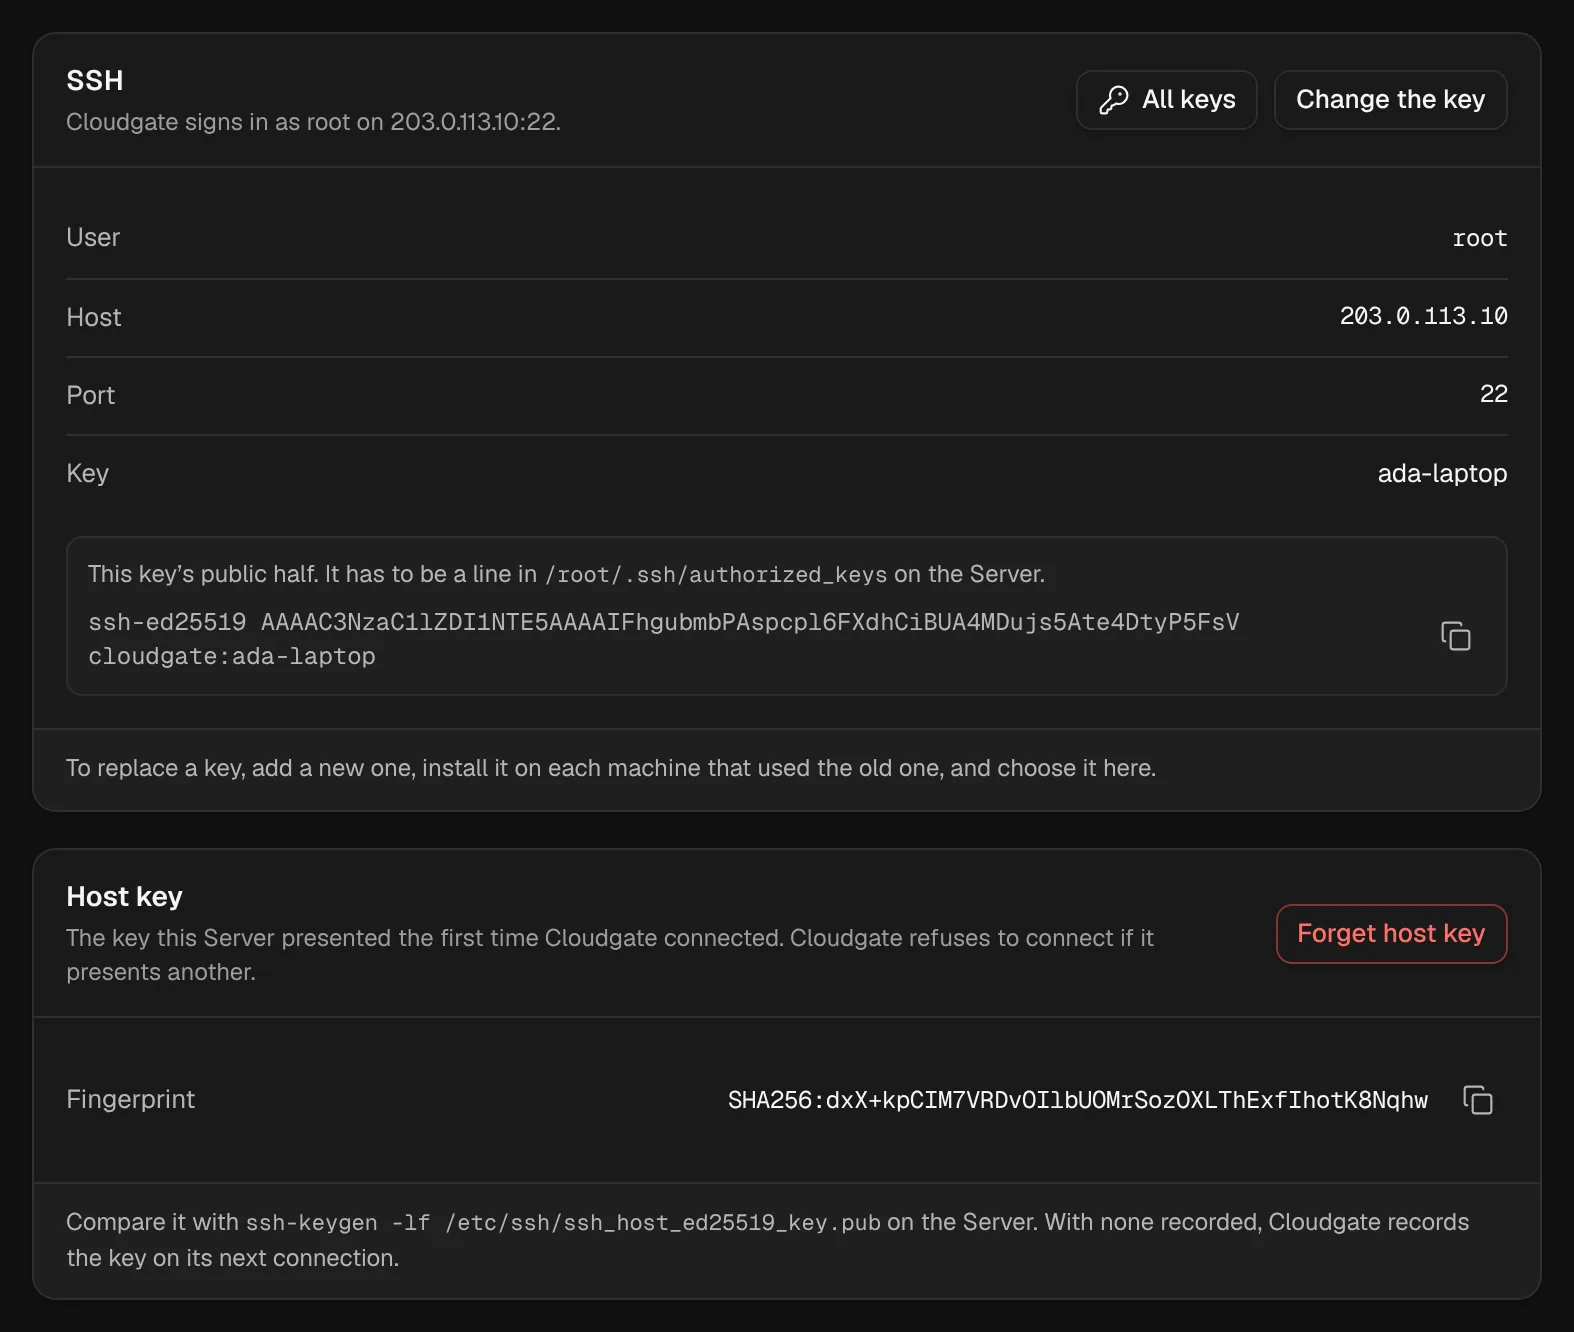 SSH
Cloudgate signs in as root on 203.0.113.10:22.
All keys
Change the key
User
root
Host
203.0.113.10
Port
22
Key
ada-laptop
This key’s public half. It has to be a line in /root/.ssh/authorized_keys on the Server.
ssh-ed25519 AAAAC3NzaC1lZDI1NTE5AAAAIFhgubmbPAspcpl6FXdhCiBUA4MDujs5Ate4DtyP5FsV
cloudgate:ada-laptop
To replace a key, add a new one, install it on each machine that used the old one, and choose it here.
Host key
The key this Server presented the first time Cloudgate connected. Cloudgate refuses to connect if it
presents another.
Forget host key
Fingerprint
SHA256:dxX+kpCIM7VRDvOIlbUOMrSozOXLThExfIhotK8Nqhw
Compare it with ssh-keygen -lf /etc/ssh/ssh_host_ed25519_key.pub on the Server. With none recorded, Cloudgate records
the key on its next connection.